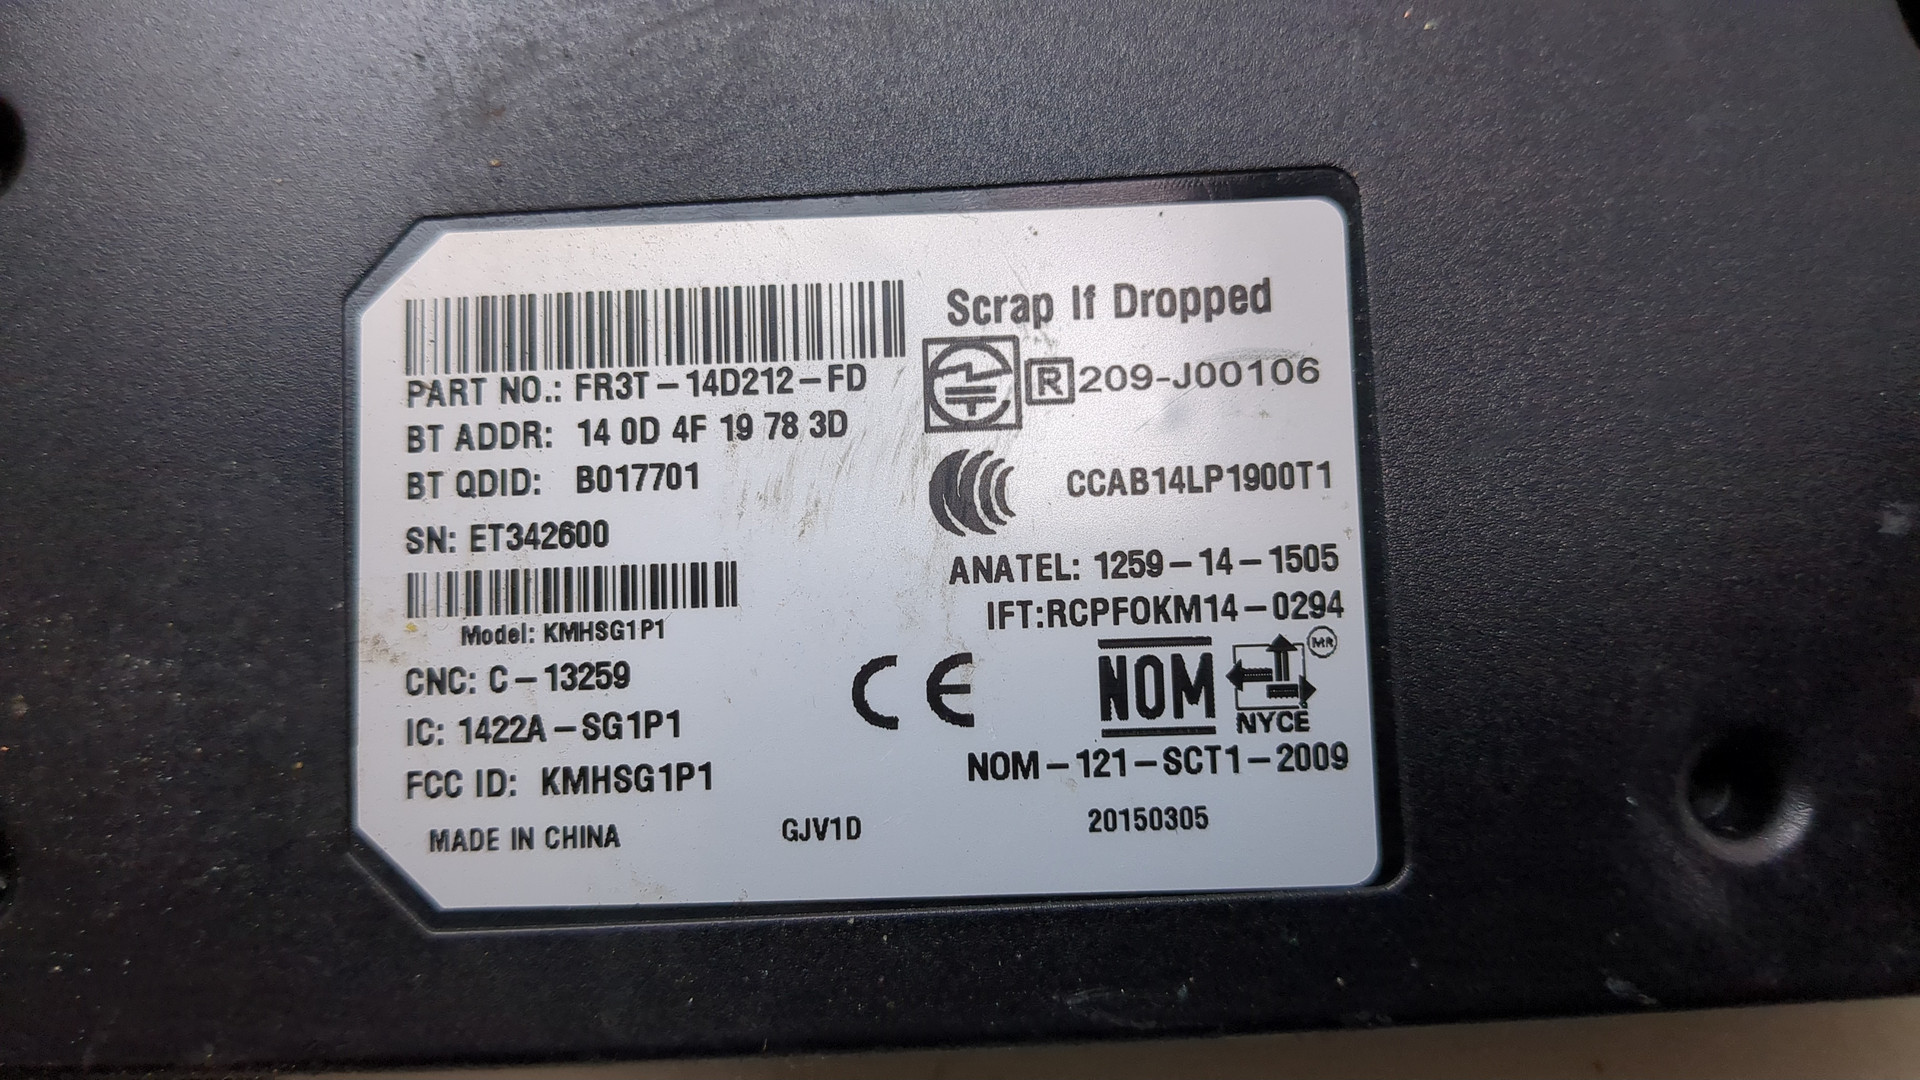 Scrap If Dropped
PART NO.: FR3T-14D212-FD
R 209-J00106
BT ADDR: 14 0D 4F 19 78 3D
BT QDID: B017701
CCAB14LP1900T1
SN: ET342600
ANATEL: 1259-14-1505
IFT:RCPFOKM14-0294
Model: KMHSG1P1
MR
CNC: C-13259
CE
NOM
NYCE
IC: 1422A-SG1P1
NOM-121-SCT1-2009
FCC ID: KMHSG1P1
MADE IN CHINA
GJV1D
20150305